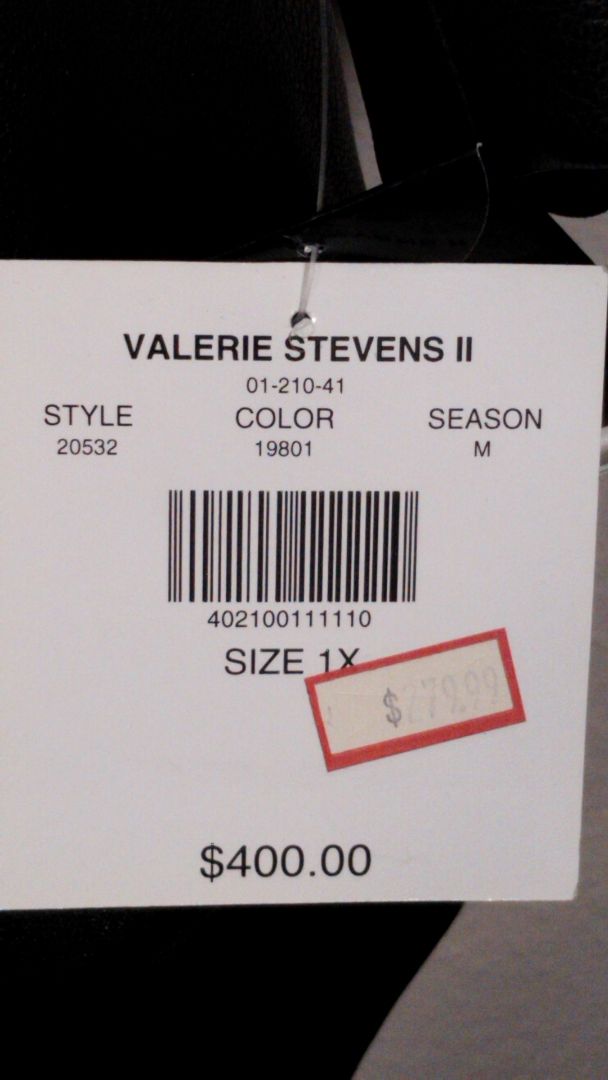 VALERIE STEVENS II
01-210-41
STYLE COLOR SEASON
20532 19801 M
402100111110
SIZE 1X
$279.99
$400.00